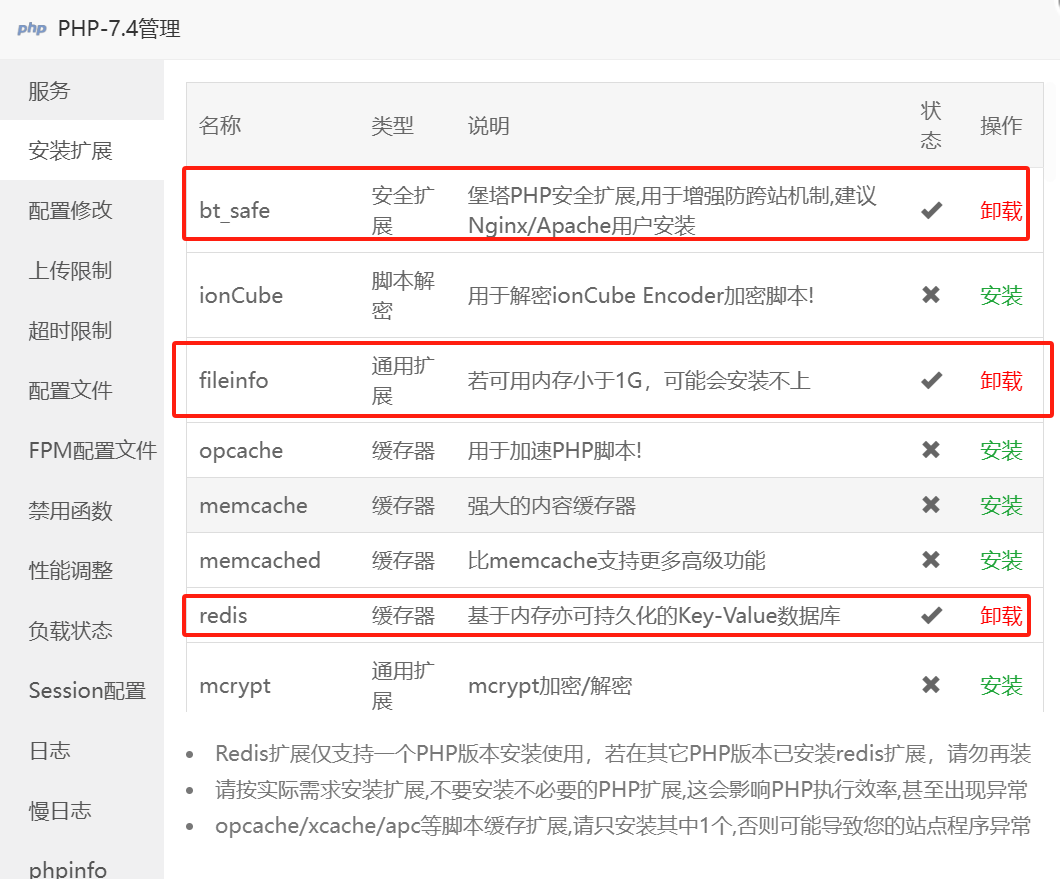 php PHP-7.4管理
服务
安装扩展
配置修改
上传限制
超时限制
配置文件
FPM配置文件
禁用函数
性能调整
负载状态
Session配置
日志
慢日志
phpinfo
名称 类型 说明 状态 操作
bt_safe 安全扩展 堡塔PHP安全扩展,用于增强防跨站机制,建议
Nginx/Apache用户安装 ✔ 卸载
ionCube 脚本解密 用于解密ionCube Encoder加密脚本! ✖ 安装
fileinfo 通用扩展 若可用内存小于1G，可能会安装不上 ✔ 卸载
opcache 缓存器 用于加速PHP脚本! ✖ 安装
memcache 缓存器 强大的内容缓存器 ✖ 安装
memcached 缓存器 比memcache支持更多高级功能 ✖ 安装
redis 缓存器 基于内存亦可持久化的Key-Value数据库 ✔ 卸载
mcrypt 通用扩展 mcrypt加密/解密 ✖ 安装
• Redis扩展仅支持一个PHP版本安装使用，若在其它PHP版本已安装redis扩展，请勿再装
• 请按实际需求安装扩展,不要安装不必要的PHP扩展,这会影响PHP执行效率,甚至出现异常
• opcache/xcache/apc等脚本缓存扩展,请只安装其中1个,否则可能导致您的站点程序异常